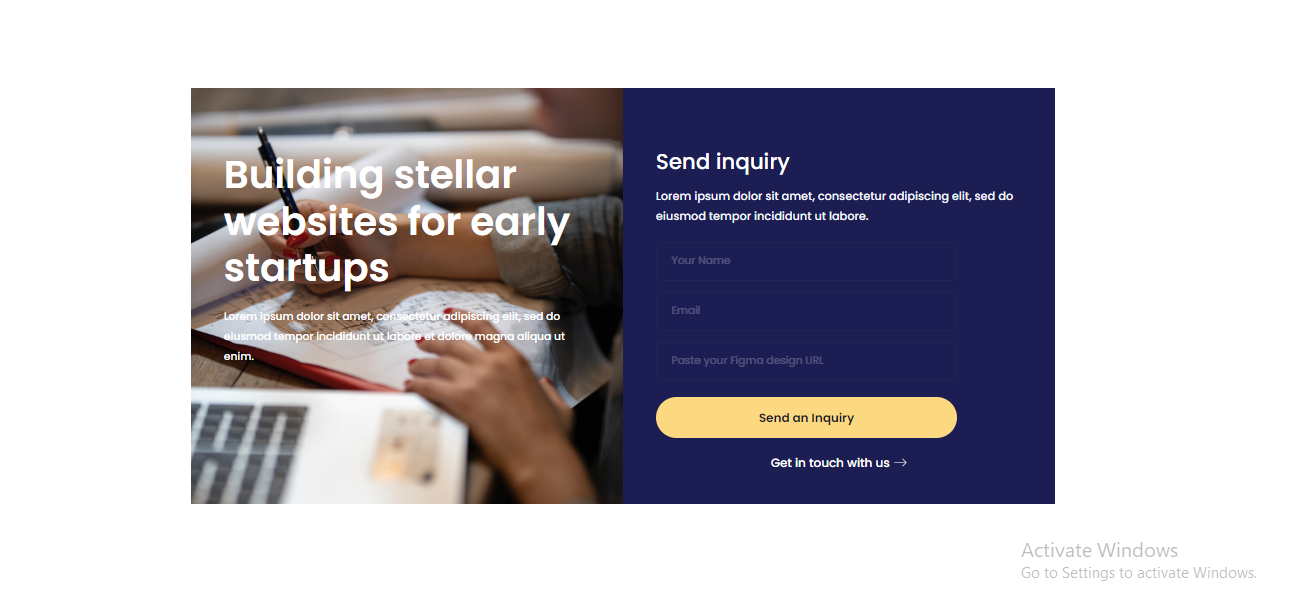 Building stellar
websites for early
startups
Lorem ipsum dolor sit amet, consectetur adipiscing elit, sed do
eiusmod tempor incididunt ut labore et dolore magna aliqua ut
enim.
Send inquiry
Lorem ipsum dolor sit amet, consectetur adipiscing elit, sed do
eiusmod tempor incididunt ut labore.
Your Name
Email
Paste your Figma design URL
Send an Inquiry
Get in touch with us →
Activate Windows
Go to Settings to activate Windows.